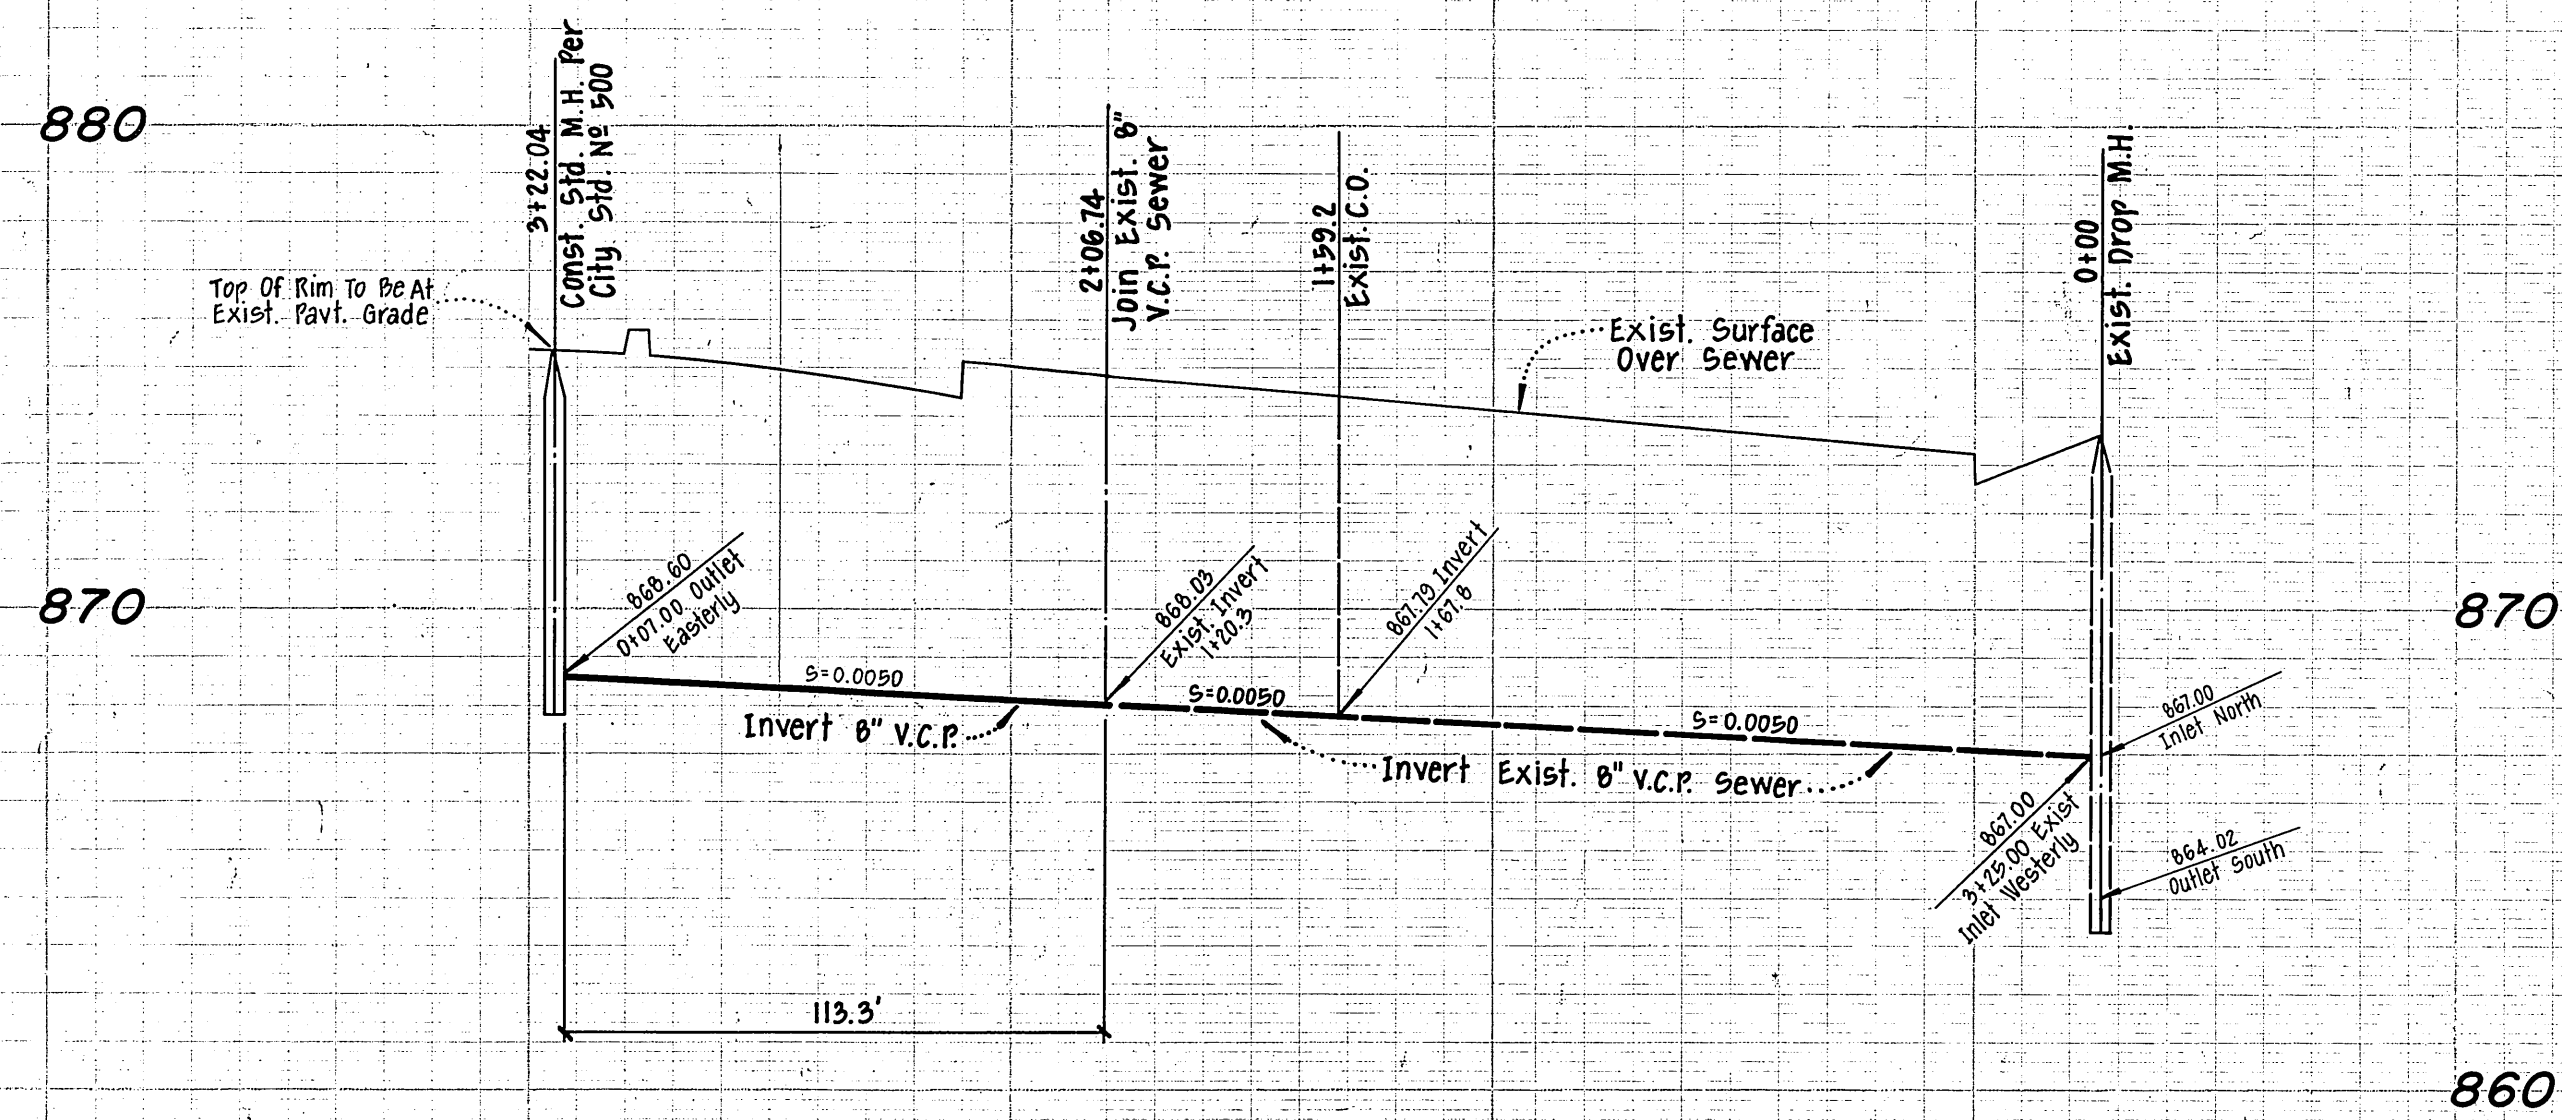 880
3+22.04
Const. Std. M.H. Per
City Std. Nº 500
2+06.74
Join Exist. 8"
V.C.P. Sewer
1+59.2
Exist. C.O.
0+00
Exist. Drop M.H.
Top Of Rim To Be At
Exist. Pavt. Grade
Exist. Surface
Over Sewer
870
868.60
0+07.00 Outlet
Easterly
868.03
Exist. Invert
1+20.3
867.79 Invert
1+67.8
870
S=0.0050
S=0.0050
S=0.0050
Invert 8" V.C.P.
Invert Exist. 8" V.C.P. Sewer
867.00
Inlet North
867.00
3+25.00 Exist
Inlet Westerly
864.02
Outlet South
113.3'
860